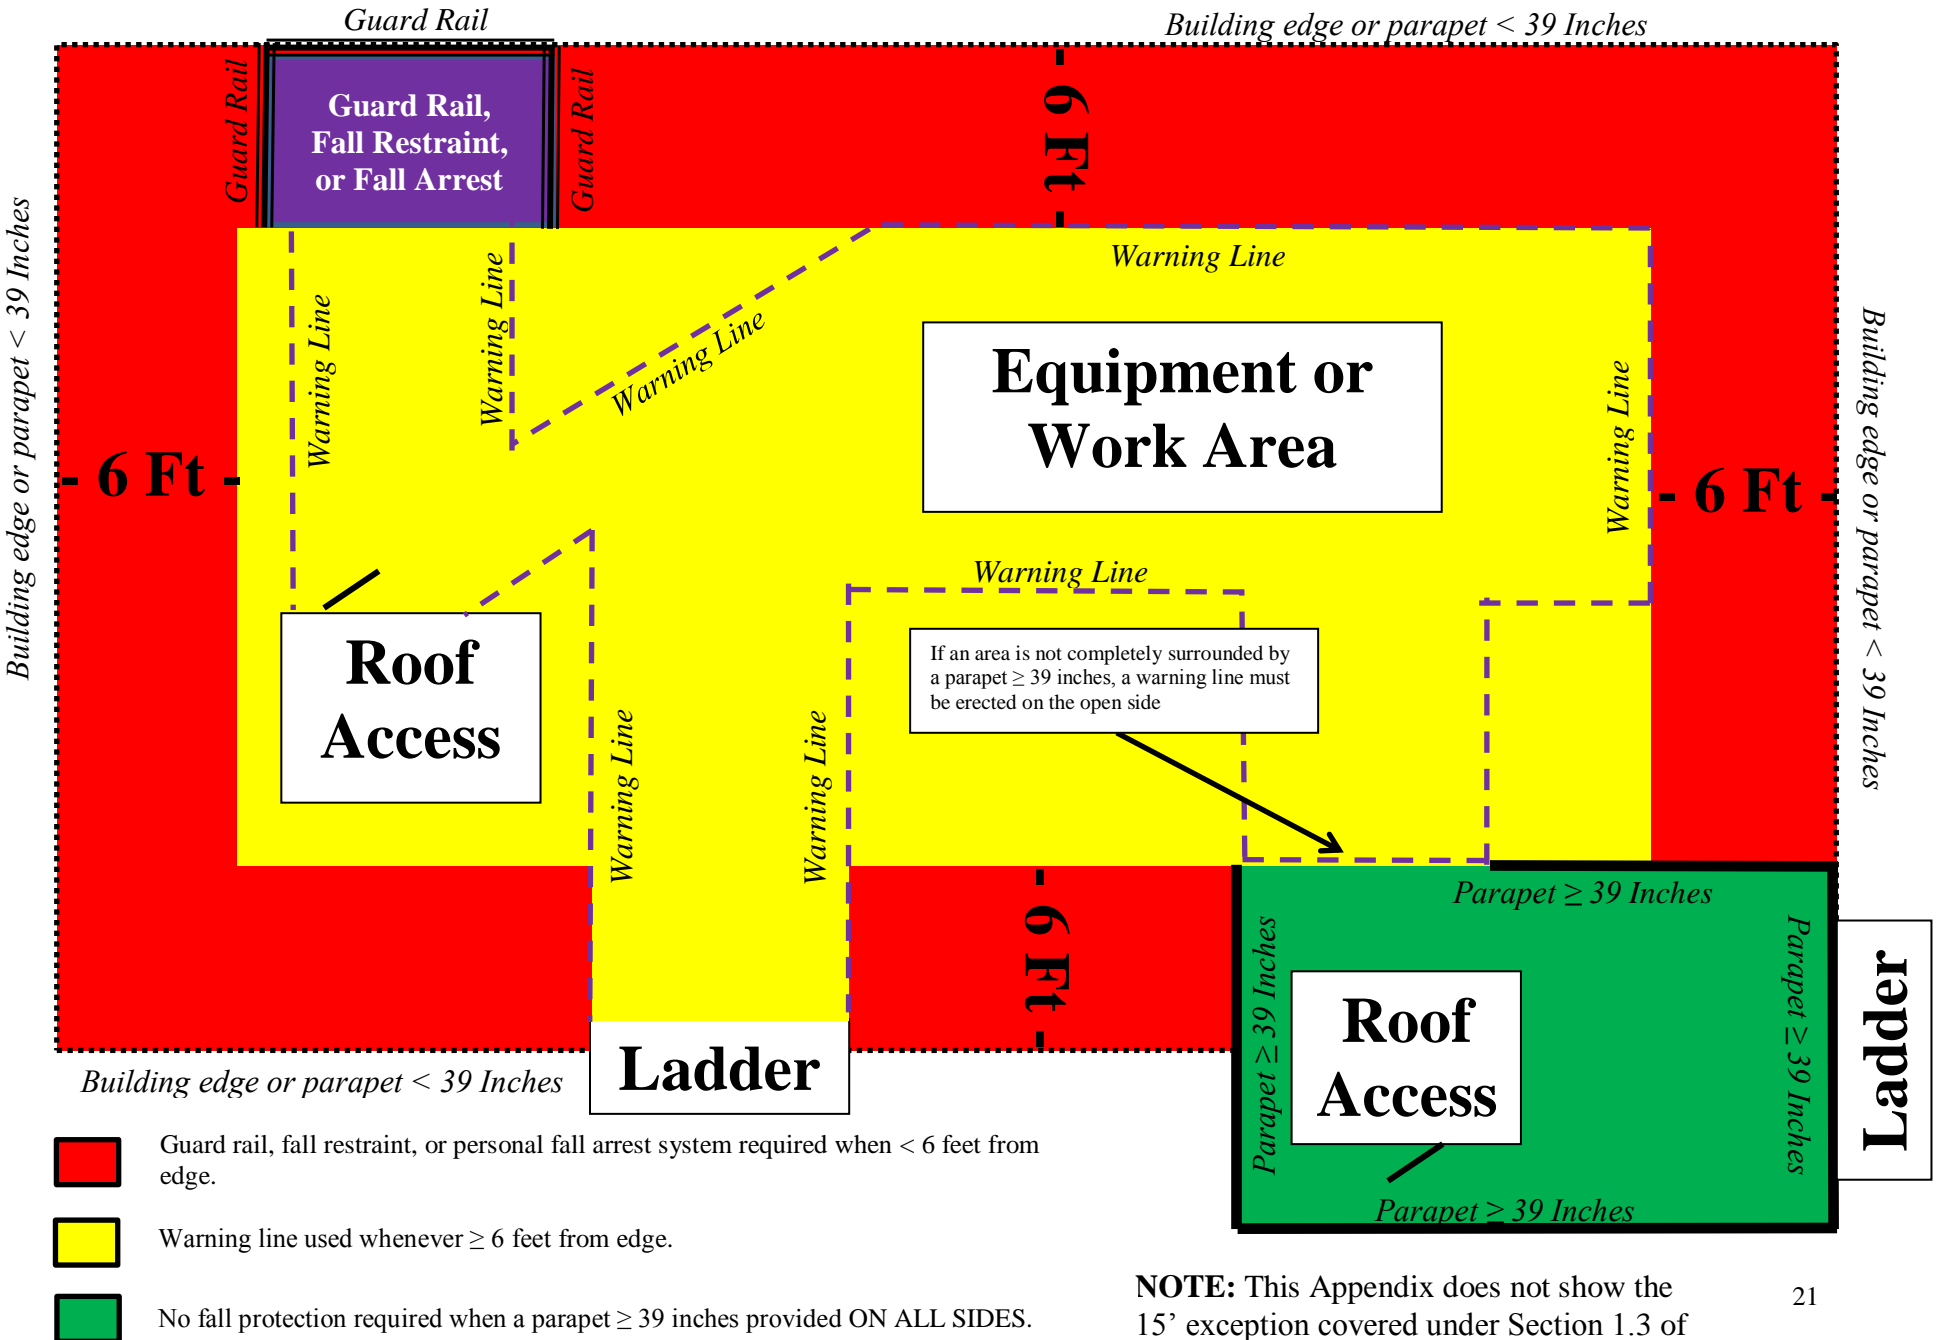 Guard Rail
Building edge or parapet < 39 Inches
Guard Rail
Guard Rail,
Fall Restraint,
or Fall Arrest
Guard Rail
- 6 Ft -
Building edge or parapet < 39 Inches
Warning Line
Warning Line
Warning Line
Warning Line
Equipment or
Work Area
Warning Line
Building edge or parapet < 39 Inches
- 6 Ft -
- 6 Ft -
Warning Line
If an area is not completely surrounded by
a parapet ≥ 39 inches, a warning line must
be erected on the open side
Roof
Access
Warning Line
Warning Line
- 6 Ft -
Parapet ≥ 39 Inches
Parapet ≥ 39 Inches
Parapet ≥ 39 Inches
Roof
Access
Ladder
Ladder
Building edge or parapet < 39 Inches
Parapet ≥ 39 Inches
Guard rail, fall restraint, or personal fall arrest system required when < 6 feet from
edge.
Warning line used whenever ≥ 6 feet from edge.
No fall protection required when a parapet ≥ 39 inches provided ON ALL SIDES.
NOTE: This Appendix does not show the
15’ exception covered under Section 1.3 of
21